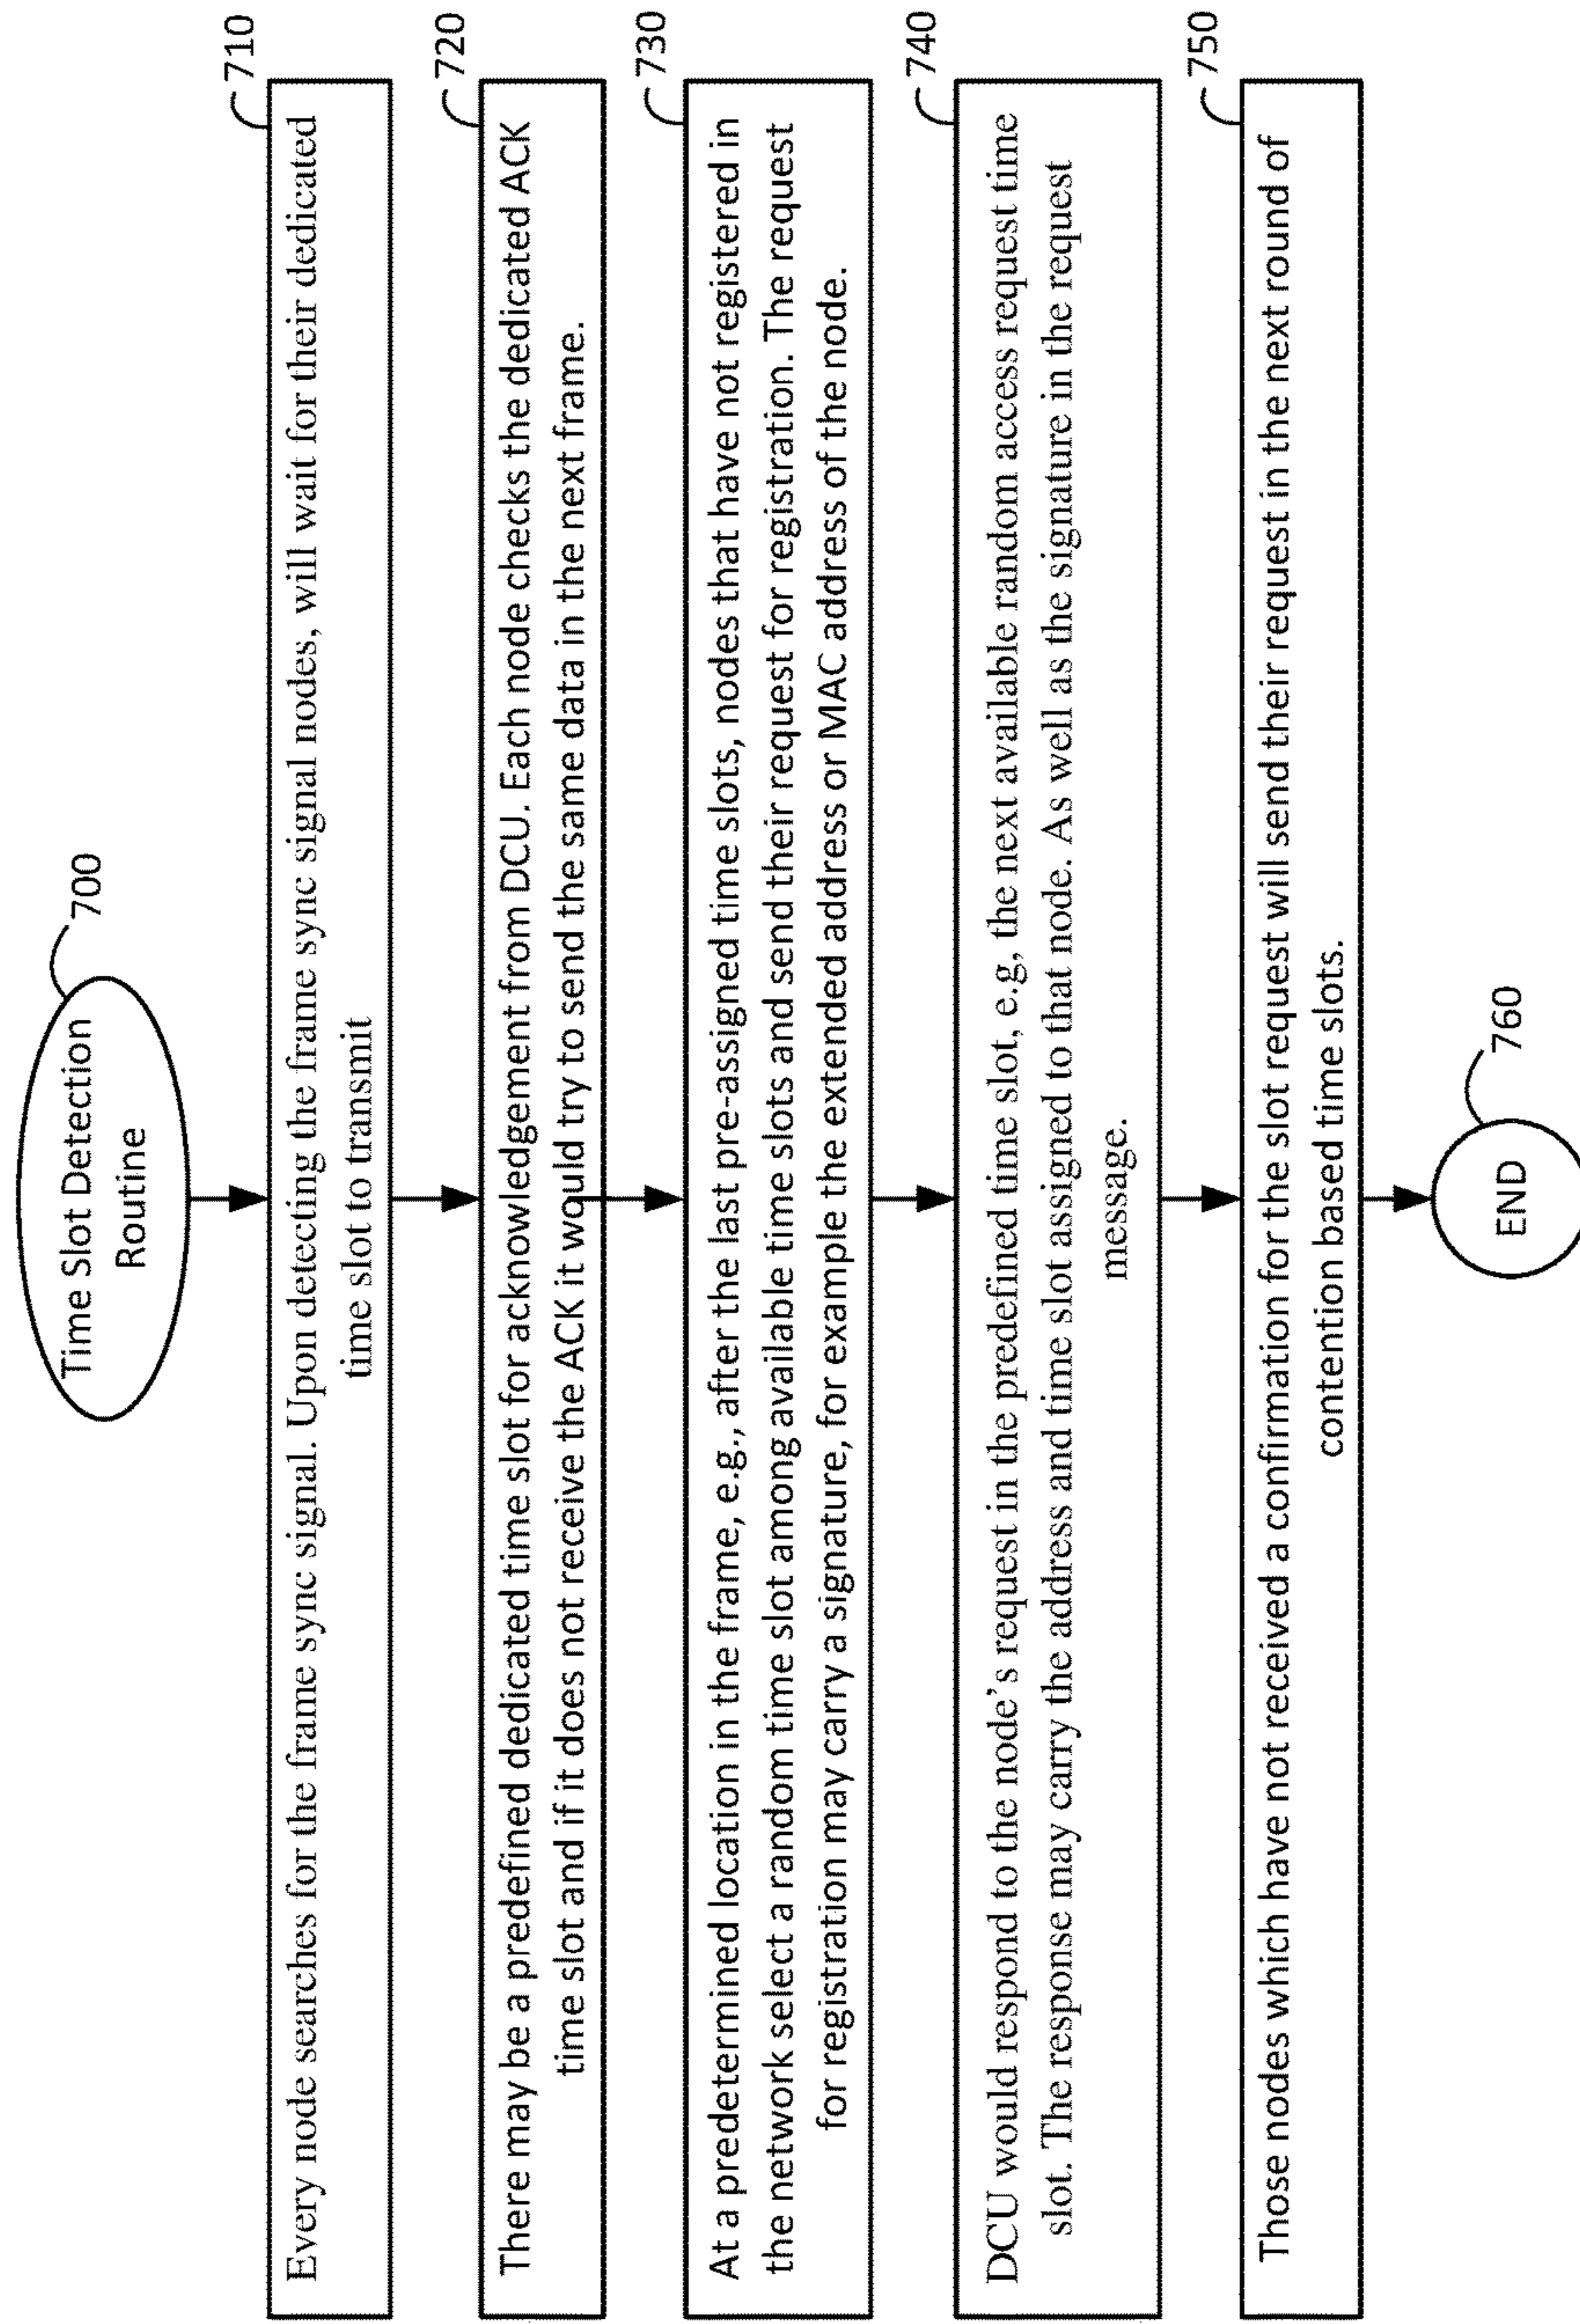 Time Slot Detection
Routine
700
710
Every node searches for the frame sync signal. Upon detecting the frame sync signal nodes, will wait for their dedicated
time slot to transmit
720
There may be a predefined dedicated time slot for acknowledgement from DCU. Each node checks the dedicated ACK
time slot and if it does not receive the ACK it would try to send the same data in the next frame.
730
At a predetermined location in the frame, e.g., after the last pre-assigned time slots, nodes that have not registered in
the network select a random time slot among available time slots and send their request for registration. The request
for registration may carry a signature, for example the extended address or MAC address of the node.
740
DCU would respond to the node's request in the predefined time slot, e.g, the next available random access request time
slot. The response may carry the address and time slot assigned to that node. As well as the signature in the request
message.
750
Those nodes which have not received a confirmation for the slot request will send their request in the next round of
contention based time slots.
760
END